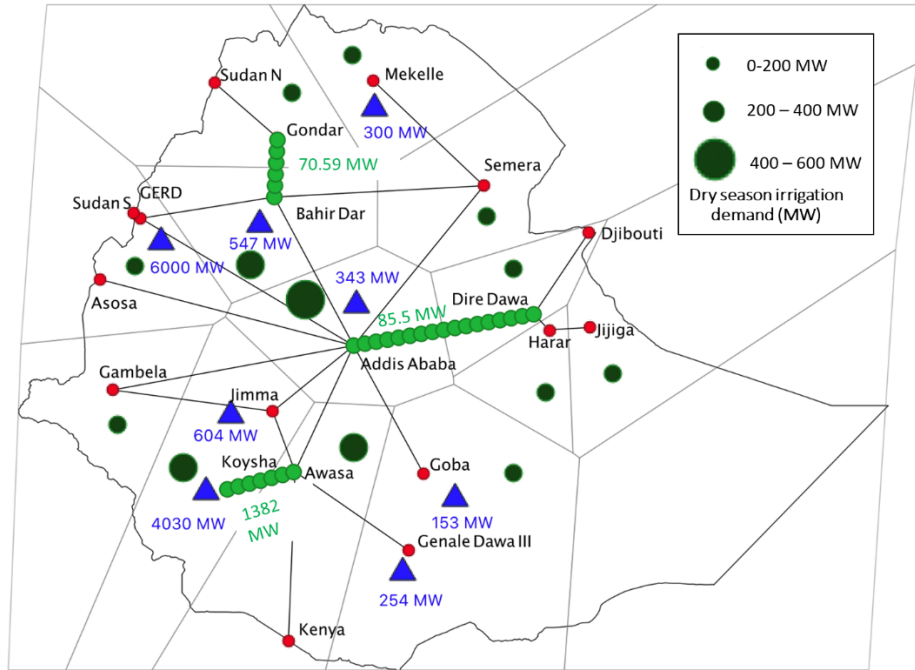 Sudan N
Mekelle
0-200 MW
300 MW
200 – 400 MW
Gondar
70.59 MW
400 – 600 MW
Semera
Dry season irrigation
demand (MW)
GERD
Sudan S
Bahir Dar
547 MW
Djibouti
6000 MW
343 MW
Asosa
85.5 MW
Dire Dawa
Harar
Jijiga
Addis Ababa
Gambela
Jimma
604 MW
Koysha
Awasa
Goba
4030 MW
1382
MW
153 MW
Genale Dawa III
254 MW
Kenya